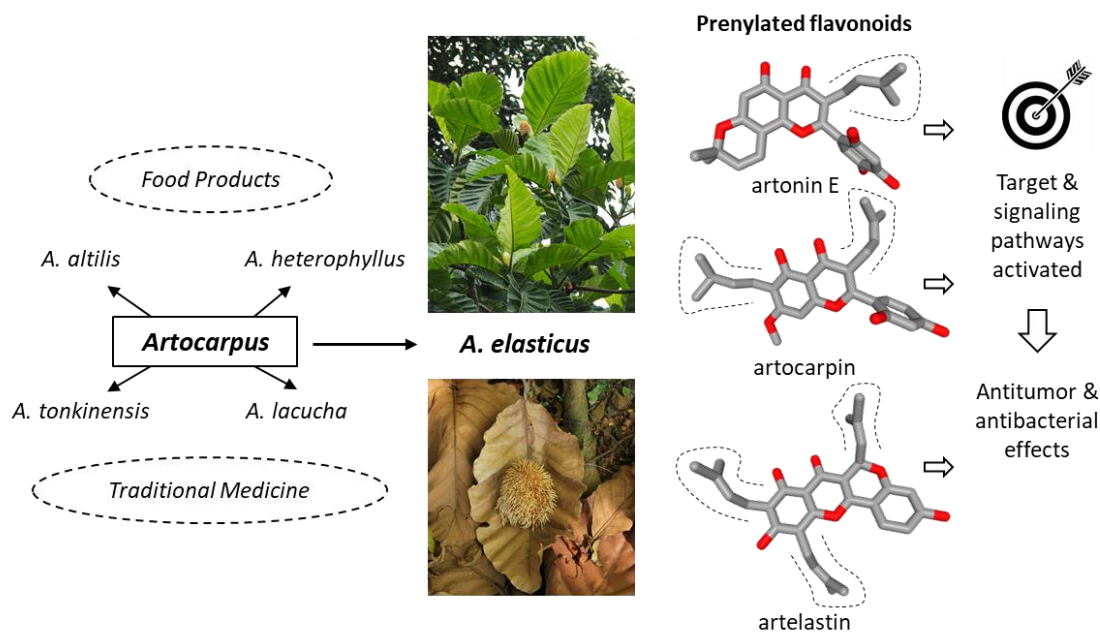 Food Products
A. altilis
A. heterophyllus
Artocarpus
A. tonkinensis
A. lacucha
Traditional Medicine
A. elasticus
Prenylated flavonoids
artonin E
artocarpin
artelastin
Target &
signaling
pathways
activated
Antitumor &
antibacterial
effects